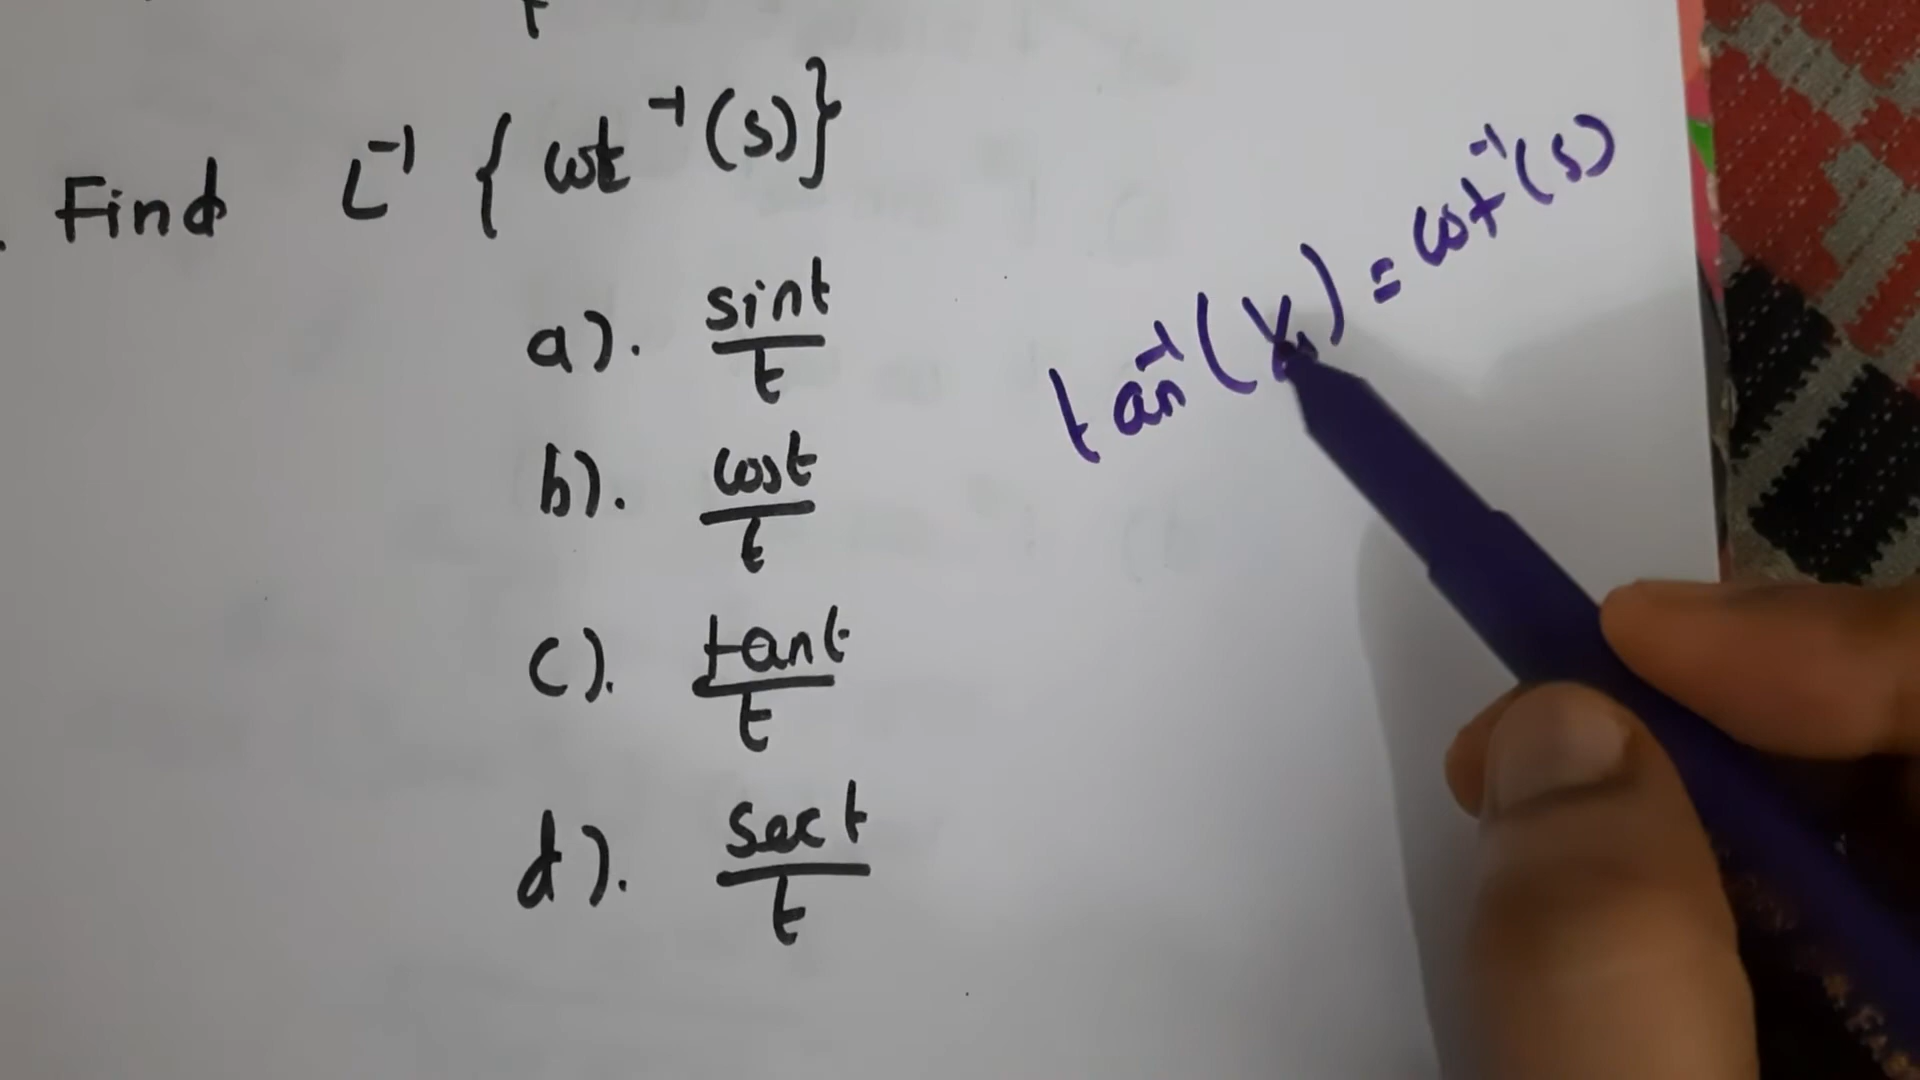 . Find L⁻¹ { cot⁻¹ (s)}
a). sint/t
b). cost/t
c). tant/t
d). sect/t
tan⁻¹(1/s) = cot⁻¹(s)